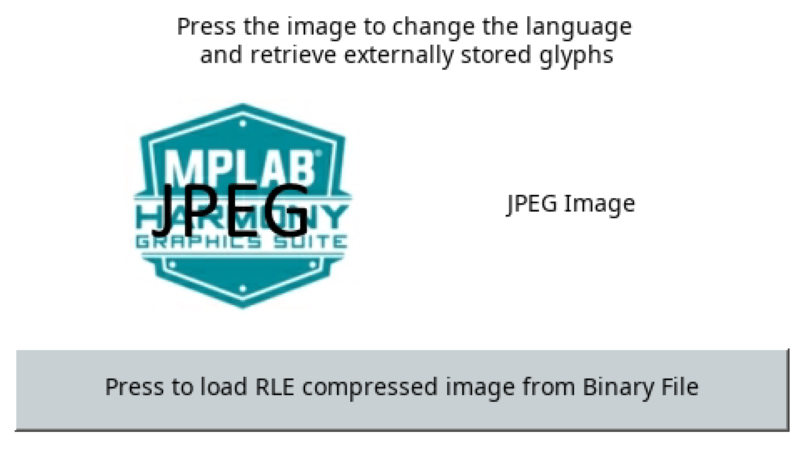 Press the image to change the language
and retrieve externally stored glyphs
MPLAB®
JPEG
HARMONY
GRAPHICS SUITE
JPEG Image
Press to load RLE compressed image from Binary File